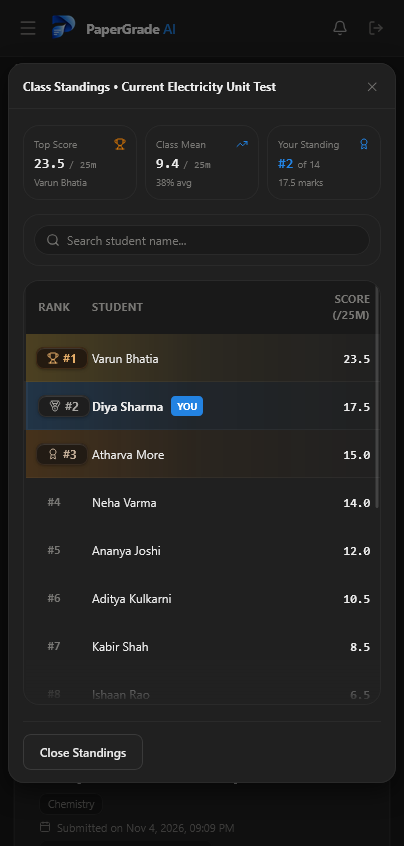 PaperGrade AI
Class Standings • Current Electricity Unit Test
Top Score
23.5 / 25m
Varun Bhatia
Class Mean
9.4 / 25m
38% avg
Your Standing
#2 of 14
17.5 marks
Search student name...
RANK STUDENT SCORE (/25M)
#1 Varun Bhatia 23.5
#2 Diya Sharma YOU 17.5
#3 Atharva More 15.0
#4 Neha Varma 14.0
#5 Ananya Joshi 12.0
#6 Aditya Kulkarni 10.5
#7 Kabir Shah 8.5
#8 Ishaan Rao 6.5
Close Standings
Chemistry
Submitted on Nov 4, 2026, 09:09 PM